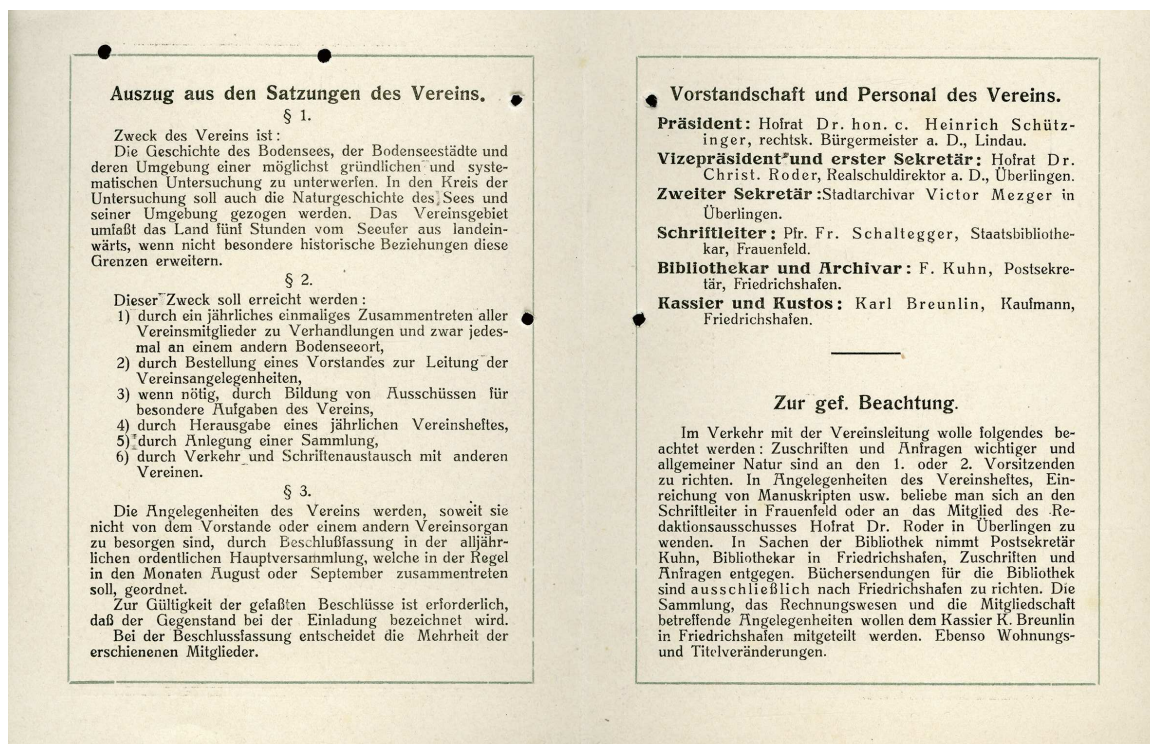 Auszug aus den Satzungen des Vereins.
§ 1.
Zweck des Vereins ist:
Die Geschichte des Bodensees, der Bodenseestädte und
deren Umgebung einer möglichst gründlichen und syste-
matischen Untersuchung zu unterwerfen. In den Kreis der
Untersuchung soll auch die Naturgeschichte des Sees und
seiner Umgebung gezogen werden. Das Vereinsgebiet
umfaßt das Land fünf Stunden vom Seeufer aus landein-
wärts, wenn nicht besondere historische Beziehungen diese
Grenzen erweitern.
§ 2.
Dieser Zweck soll erreicht werden:
1) durch ein jährliches einmaliges Zusammentreten aller
Vereinsmitglieder zu Verhandlungen und zwar jedes-
mal an einem andern Bodenseeort,
2) durch Bestellung eines Vorstandes zur Leitung der
Vereinsangelegenheiten,
3) wenn nötig, durch Bildung von Ausschüssen für
besondere Aufgaben des Vereins,
4) durch Herausgabe eines jährlichen Vereinsheftes,
5) durch Anlegung einer Sammlung,
6) durch Verkehr und Schriftenaustausch mit anderen
Vereinen.
§ 3.
Die Angelegenheiten des Vereins werden, soweit sie
nicht von dem Vorstande oder einem andern Vereinsorgan
zu besorgen sind, durch Beschlußfassung in der alljähr-
lichen ordentlichen Hauptversammlung, welche in der Regel
in den Monaten August oder September zusammentreten
soll, geordnet.
Zur Gültigkeit der gefaßten Beschlüsse ist erforderlich,
daß der Gegenstand bei der Einladung bezeichnet wird.
Bei der Beschlussfassung entscheidet die Mehrheit der
erschienenen Mitglieder.
Vorstandschaft und Personal des Vereins.
Präsident: Hofrat Dr. hon. c. Heinrich Schütz-
inger, rechtsk. Bürgermeister a. D., Lindau.
Vizepräsident und erster Sekretär: Hofrat Dr.
Christ. Roder, Realschuldirektor a. D., Überlingen.
Zweiter Sekretär: Stadtarchivar Victor Mezger in
Überlingen.
Schriftleiter: Pfr. Fr. Schaltegger, Staatsbibliothe-
kar, Frauenfeld.
Bibliothekar und Archivar: F. Kuhn, Postsekre-
tär, Friedrichshafen.
Kassier und Kustos: Karl Breunlin, Kaufmann,
Friedrichshafen.
Zur gef. Beachtung.
Im Verkehr mit der Vereinsleitung wolle folgendes be-
achtet werden: Zuschriften und Anfragen wichtiger und
allgemeiner Natur sind an den 1. oder 2. Vorsitzenden
zu richten. In Angelegenheiten des Vereinsheftes, Ein-
reichung von Manuskripten usw. beliebe man sich an den
Schriftleiter in Frauenfeld oder an das Mitglied des Re-
daktionsausschusses Hofrat Dr. Roder in Überlingen zu
wenden. In Sachen der Bibliothek nimmt Postsekretär
Kuhn, Bibliothekar in Friedrichshafen, Zuschriften und
Anfragen entgegen. Büchersendungen für die Bibliothek
sind ausschließlich nach Friedrichshafen zu richten. Die
Sammlung, das Rechnungswesen und die Mitgliedschaft
betreffende Angelegenheiten wollen dem Kassier K. Breunlin
in Friedrichshafen mitgeteilt werden. Ebenso Wohnungs-
und Titelveränderungen.